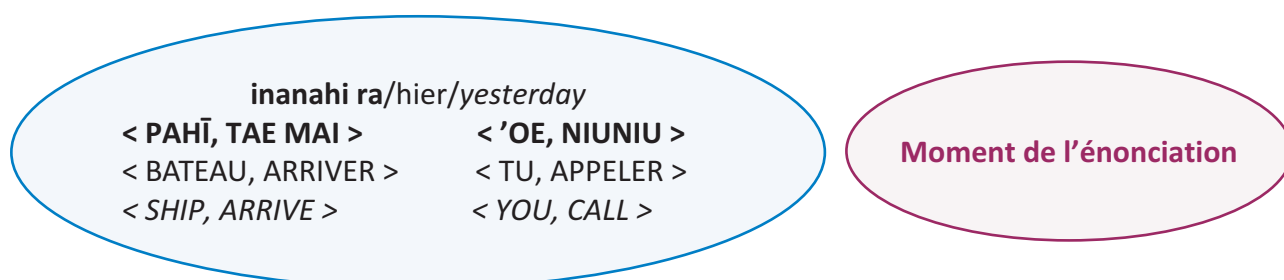 inanahi ra/hier/yesterday
< PAHĪ, TAE MAI > < ’OE, NIUNIU >
< BATEAU, ARRIVER > < TU, APPELER >
< SHIP, ARRIVE > < YOU, CALL >
Moment de l’énonciation